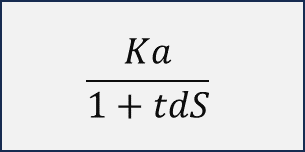 Ka
1 + tdS